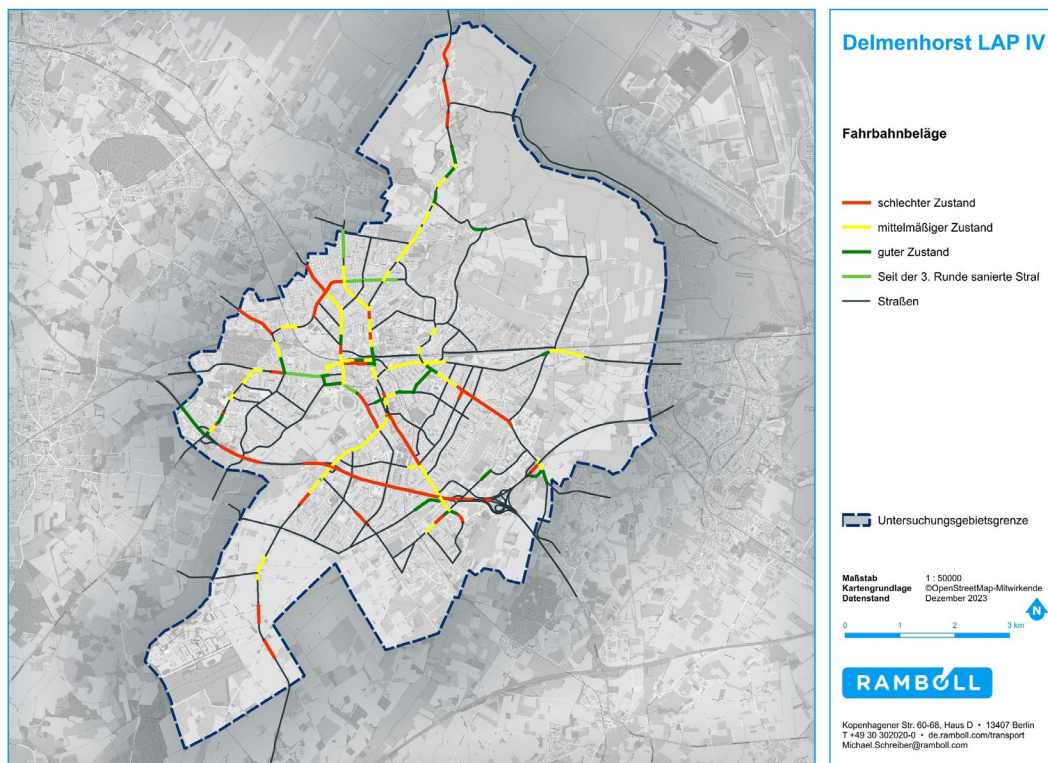 Delmenhorst LAP IV
Fahrbahnbeläge
schlechter Zustand
mittelmäßiger Zustand
guter Zustand
Seit der 3. Runde sanierte Straß
Straßen
Untersuchungsgebietsgrenze
Maßstab 1 : 50000
Kartengrundlage ©OpenStreetMap-Mitwirkende
Datenstand Dezember 2023
N
0 1 2 3 km
RAMBOLL
Kopenhagener Str. 60-68, Haus D • 13407 Berlin
T +49 30 302020-0 • de.ramboll.com/transport
Michael.Schreiber@ramboll.com